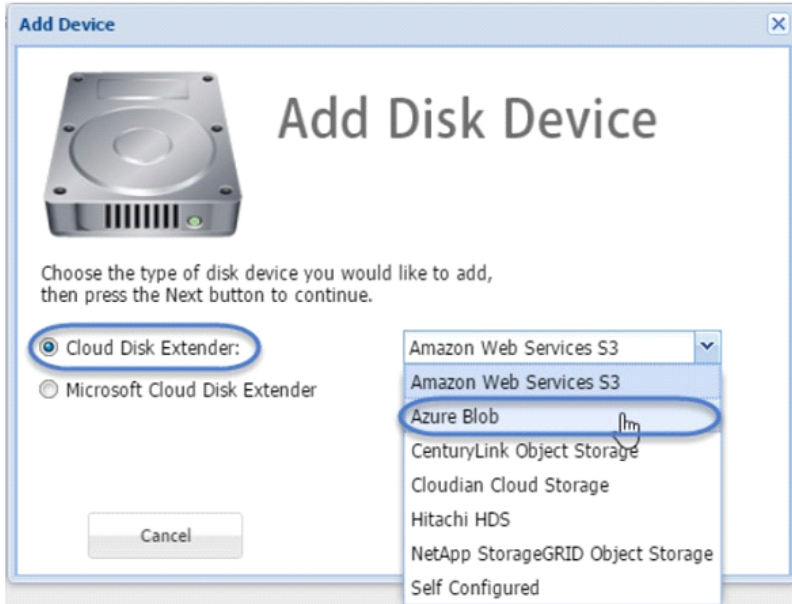 Add Device
Add Disk Device
Choose the type of disk device you would like to add,
then press the Next button to continue.
Cloud Disk Extender:
Amazon Web Services S3
Microsoft Cloud Disk Extender
Amazon Web Services S3
Azure Blob
CenturyLink Object Storage
Cloudian Cloud Storage
Hitachi HDS
NetApp StorageGRID Object Storage
Self Configured
Cancel